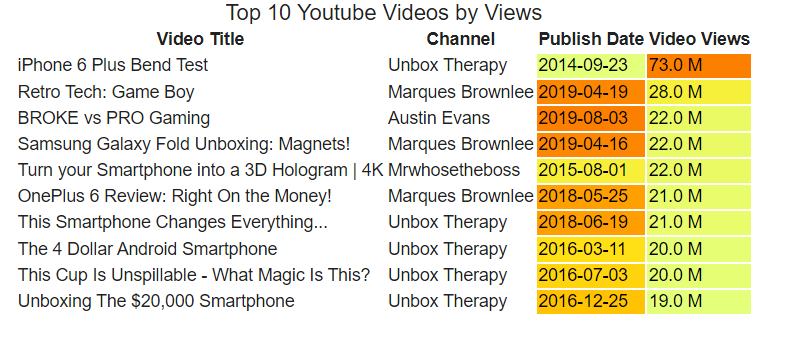 Top 10 Youtube Videos by Views
Video Title Channel Publish Date Video Views
iPhone 6 Plus Bend Test Unbox Therapy 2014-09-23 73.0 M
Retro Tech: Game Boy Marques Brownlee 2019-04-19 28.0 M
BROKE vs PRO Gaming Austin Evans 2019-08-03 22.0 M
Samsung Galaxy Fold Unboxing: Magnets! Marques Brownlee 2019-04-16 22.0 M
Turn your Smartphone into a 3D Hologram | 4K Mrwhosetheboss 2015-08-01 22.0 M
OnePlus 6 Review: Right On the Money! Marques Brownlee 2018-05-25 21.0 M
This Smartphone Changes Everything... Unbox Therapy 2018-06-19 21.0 M
The 4 Dollar Android Smartphone Unbox Therapy 2016-03-11 20.0 M
This Cup Is Unspillable - What Magic Is This? Unbox Therapy 2016-07-03 20.0 M
Unboxing The $20,000 Smartphone Unbox Therapy 2016-12-25 19.0 M